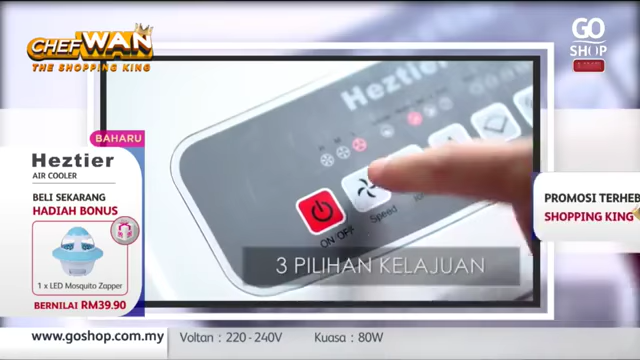 CHEF WAN
THE SHOPPING KING
GO
SHOP
BAHARU
Heztier
AIR COOLER
BELI SEKARANG
HADIAH BONUS
1 x LED Mosquito Zapper
BERNILAI RM39.90
Heztier
H M L
ON/OFF
Speed
3 PILIHAN KELAJUAN
PROMOSI TERHEB
SHOPPING KING
www.goshop.com.my
Voltan : 220 - 240V
Kuasa : 80W